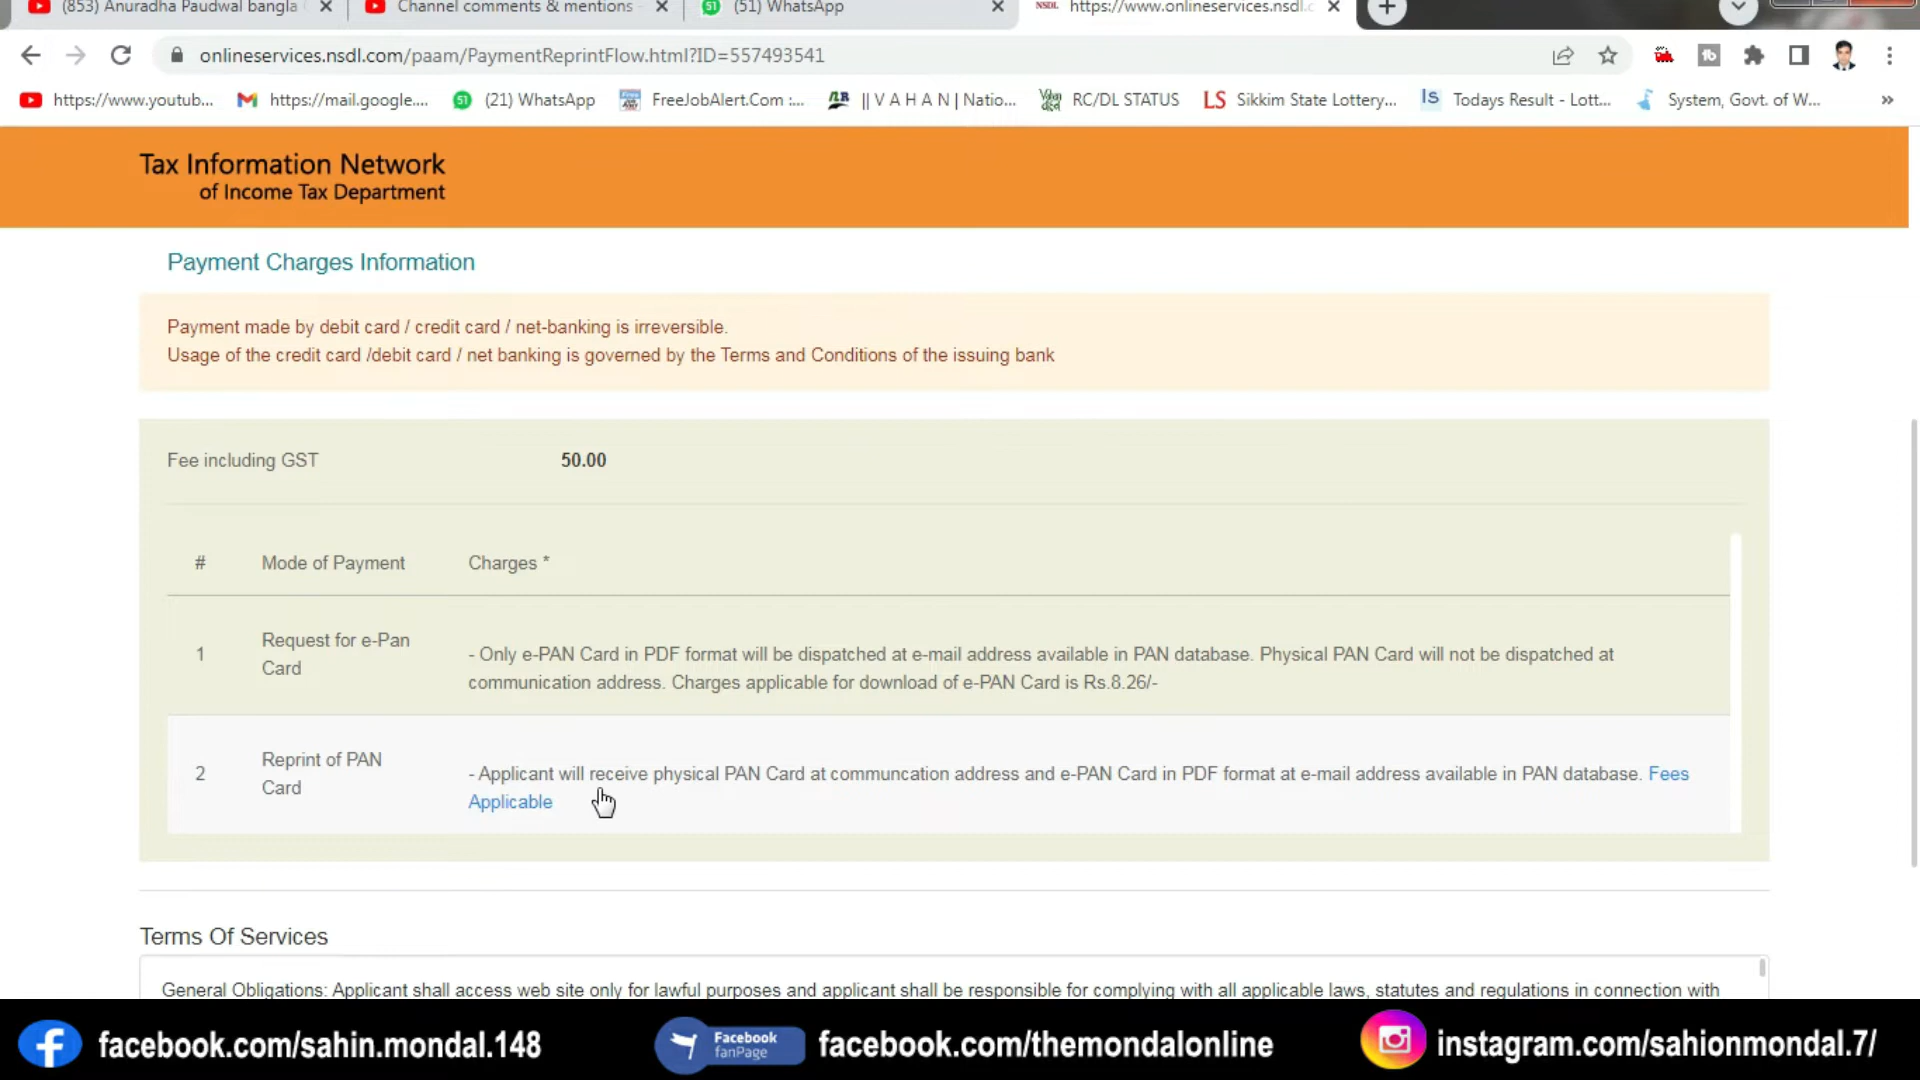 (853) Anuradha Paudwal bangla
Channel comments & mentions
(51) WhatsApp
NSDL https://www.onlineservices.nsdl.c
onlineservices.nsdl.com/paam/PaymentReprintFlow.html?ID=557493541
https://www.youtub...
https://mail.google....
(21) WhatsApp
FreeJobAlert.Com :...
|| V A H A N | Natio...
RC/DL STATUS
LS Sikkim State Lottery...
ls Todays Result - Lott...
System, Govt. of W...
Tax Information Network
of Income Tax Department
Payment Charges Information
Payment made by debit card / credit card / net-banking is irreversible.
Usage of the credit card /debit card / net banking is governed by the Terms and Conditions of the issuing bank
Fee including GST 50.00
# Mode of Payment Charges *
1 Request for e-Pan Card
- Only e-PAN Card in PDF format will be dispatched at e-mail address available in PAN database. Physical PAN Card will not be dispatched at
communication address. Charges applicable for download of e-PAN Card is Rs.8.26/-
2 Reprint of PAN Card
- Applicant will receive physical PAN Card at communcation address and e-PAN Card in PDF format at e-mail address available in PAN database. Fees
Applicable
Terms Of Services
General Obligations: Applicant shall access web site only for lawful purposes and applicant shall be responsible for complying with all applicable laws, statutes and regulations in connection with
facebook.com/sahin.mondal.148
Facebook
fanPage
facebook.com/themondalonline
instagram.com/sahionmondal.7/